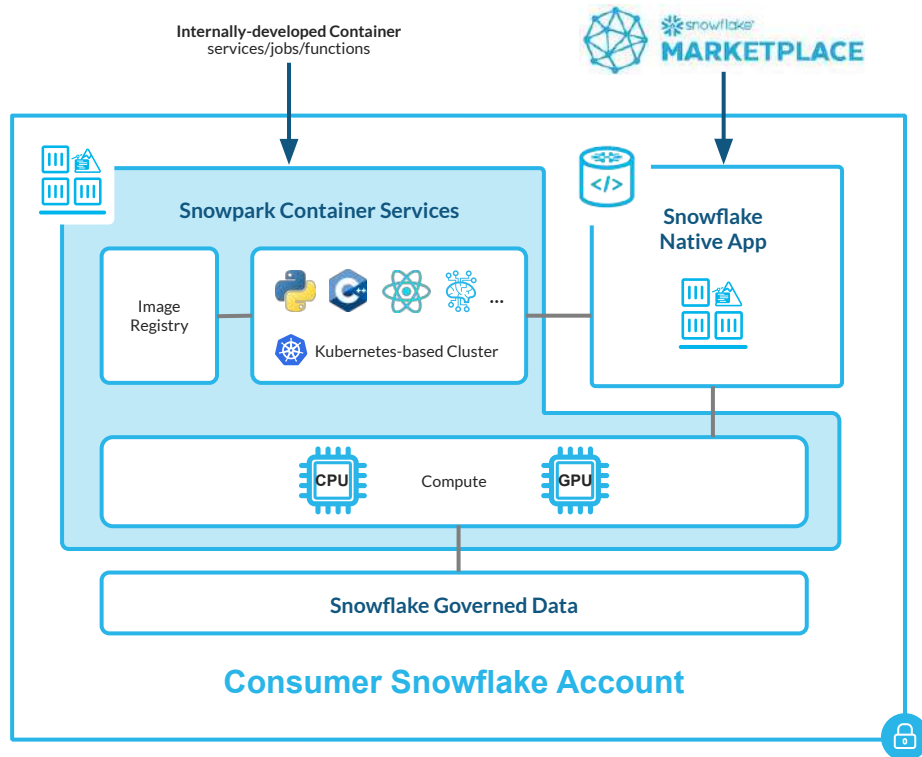 Internally-developed Container
services/jobs/functions
snowflake®
MARKETPLACE
Snowpark Container Services
</>
Snowflake
Native App
Image
Registry
C++
...
Kubernetes-based Cluster
CPU
Compute
GPU
Snowflake Governed Data
Consumer Snowflake Account